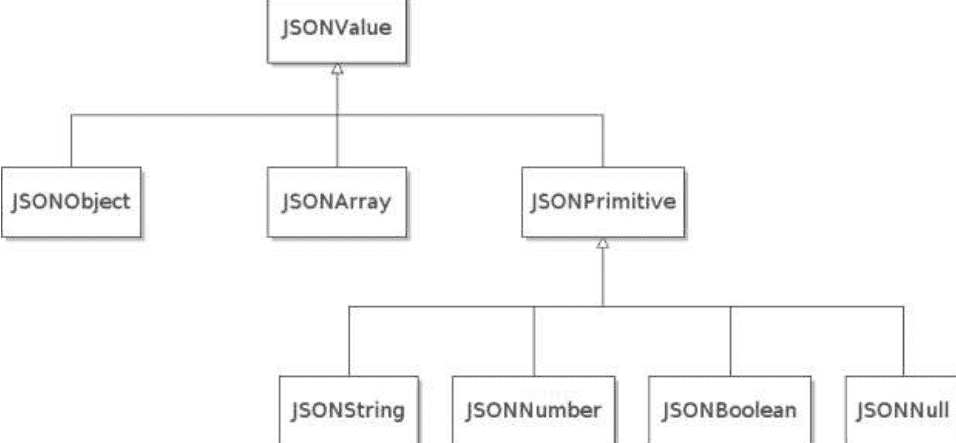 JSONValue
JSONObject
JSONArray
JSONPrimitive
JSONString
JSONNumber
JSONBoolean
JSONNull